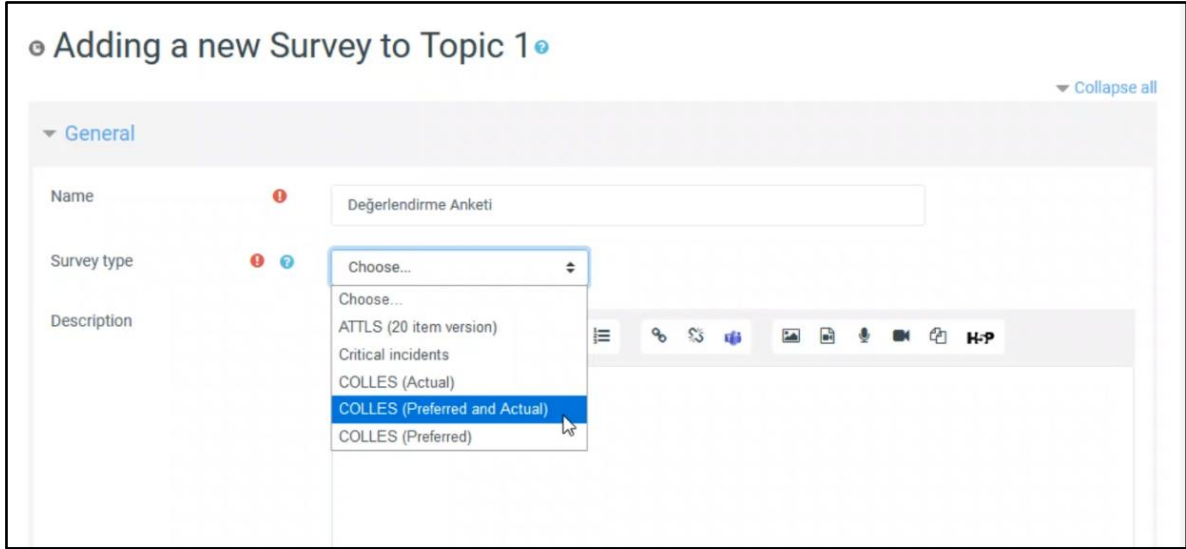 Adding a new Survey to Topic 1
Collapse all
General
Name
Değerlendirme Anketi
Survey type
Choose...
Choose...
ATTLS (20 item version)
Critical incidents
COLLES (Actual)
COLLES (Preferred and Actual)
COLLES (Preferred)
Description
H5P